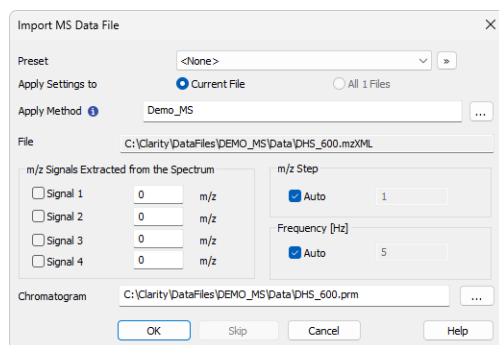 Import MS Data File
Preset <None> »
Apply Settings to Current File All 1 Files
Apply Method i Demo_MS ...
File C:\Clarity\DataFiles\DEMO_MS\Data\DHS_600.mzXML
m/z Signals Extracted from the Spectrum
Signal 1 0 m/z
Signal 2 0 m/z
Signal 3 0 m/z
Signal 4 0 m/z
m/z Step
Auto 1
Frequency [Hz]
Auto 5
Chromatogram C:\Clarity\DataFiles\DEMO_MS\Data\DHS_600.prm ...
OK Skip Cancel Help